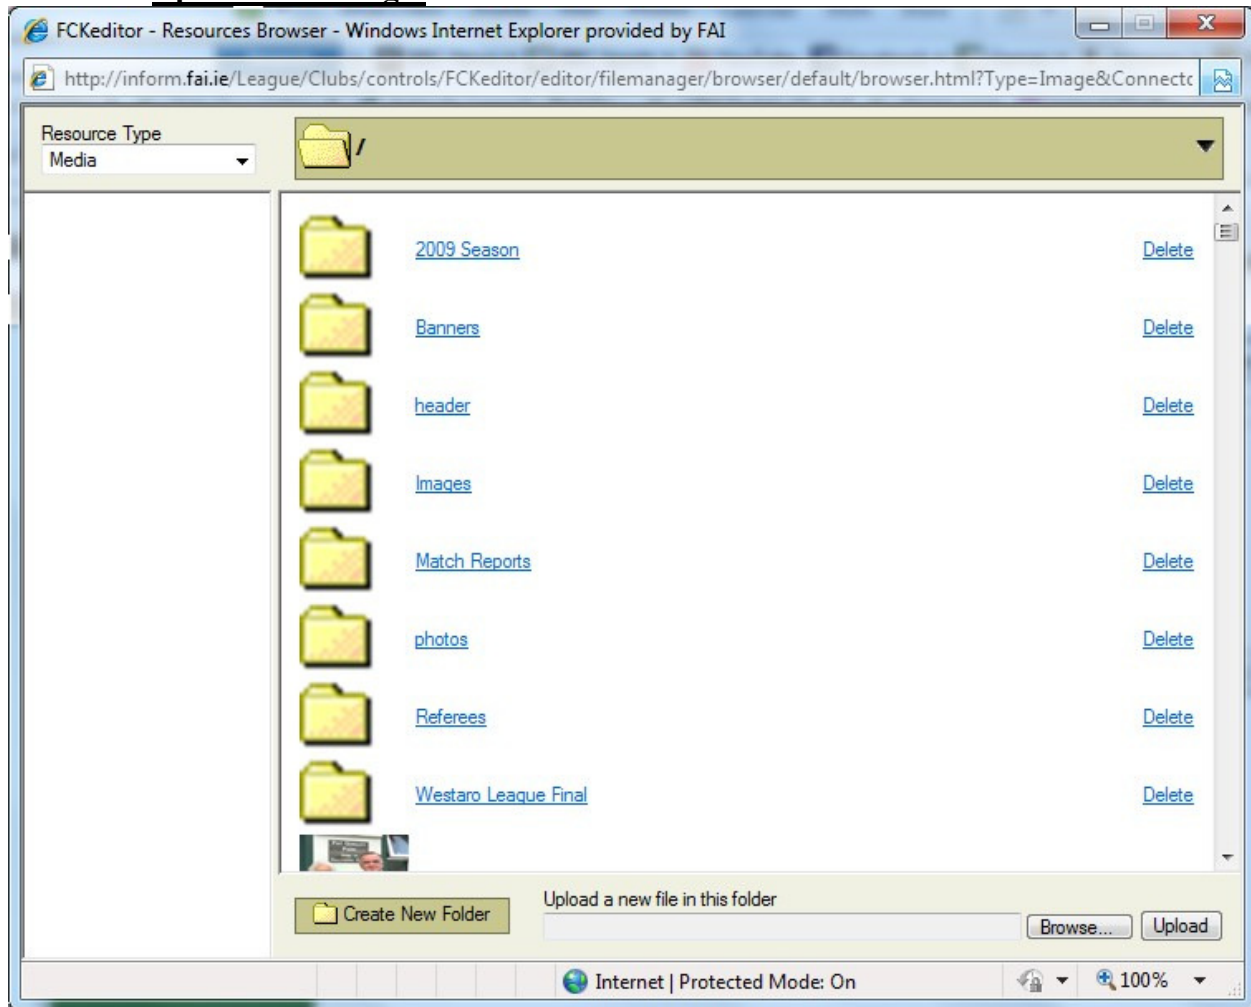 FCKeditor - Resources Browser - Windows Internet Explorer provided by FAI
http://inform.fai.ie/League/Clubs/controls/FCKeditor/editor/filemanager/browser/default/browser.html?Type=Image&Connectc
Resource Type
Media
/
2009 Season Delete
Banners Delete
header Delete
Images Delete
Match Reports Delete
photos Delete
Referees Delete
Westaro League Final Delete
Create New Folder
Upload a new file in this folder
Browse... Upload
Internet | Protected Mode: On
100%